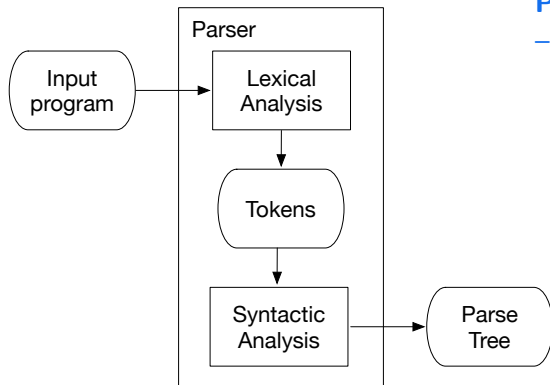 P
Parser
Input
program
Lexical
Analysis
Tokens
Syntactic
Analysis
Parse
Tree